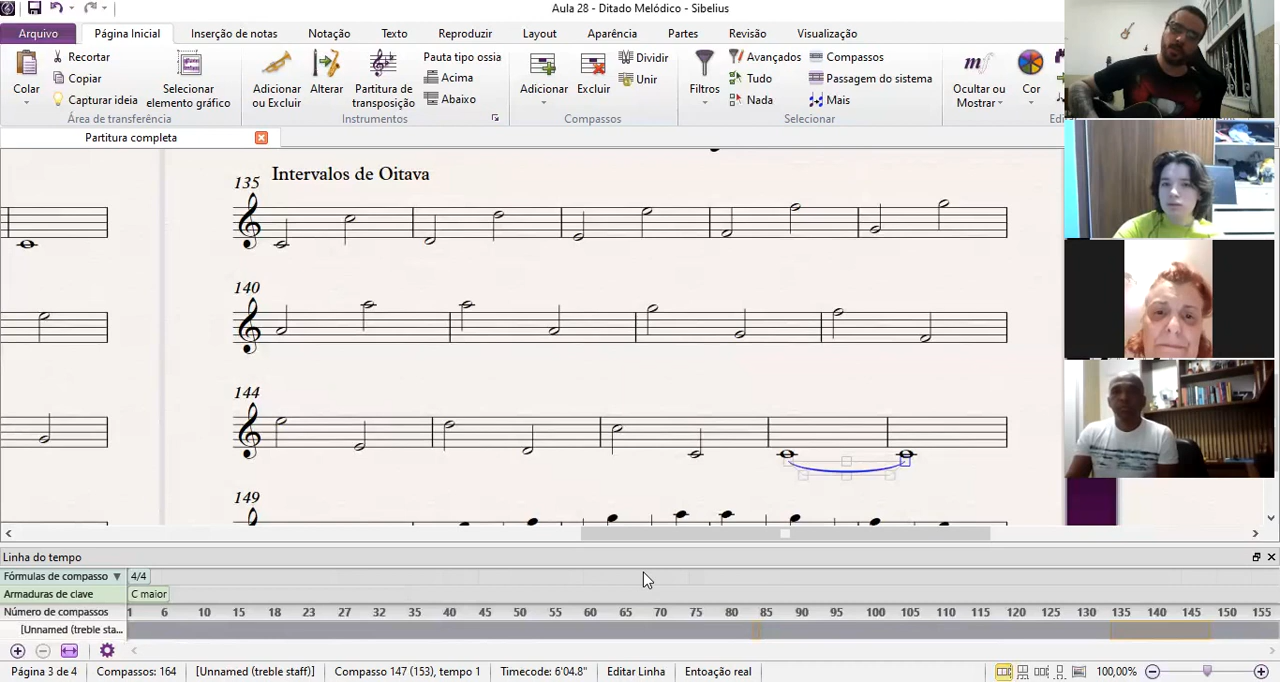 Aula 28 - Ditado Melódico - Sibelius
Arquivo Página Inicial Inserção de notas Notação Texto Reproduzir Layout Aparência Partes Revisão Visualização
Colar
Recortar
Copiar
Capturar ideia
Selecionar elemento gráfico
Área de transferência
Adicionar ou Excluir
Alterar
Partitura de transposição
Pauta tipo ossia
Acima
Abaixo
Instrumentos
Adicionar
Excluir
Dividir
Unir
Compassos
Filtros
Avançados
Tudo
Nada
Compassos
Passagem do sistema
Mais
Selecionar
Ocultar ou Mostrar
Cor
Partitura completa
Intervalos de Oitava
135
140
144
149
Linha do tempo
Fórmulas de compasso 4/4
Armaduras de clave C maior
Número de compassos 1 6 10 14 18 23 27 32 36 40 45 50 55 60 65 70 75 80 85 90 95 100 105 110 115 120 125 130 135 140 145 150 155
[Unnamed (treble sta...
Página 3 de 4 Compassos: 164 [Unnamed (treble staff)] Compasso 147 (153), tempo 1 Timecode: 6'04.8" Editar Linha Entoação real 100,00%